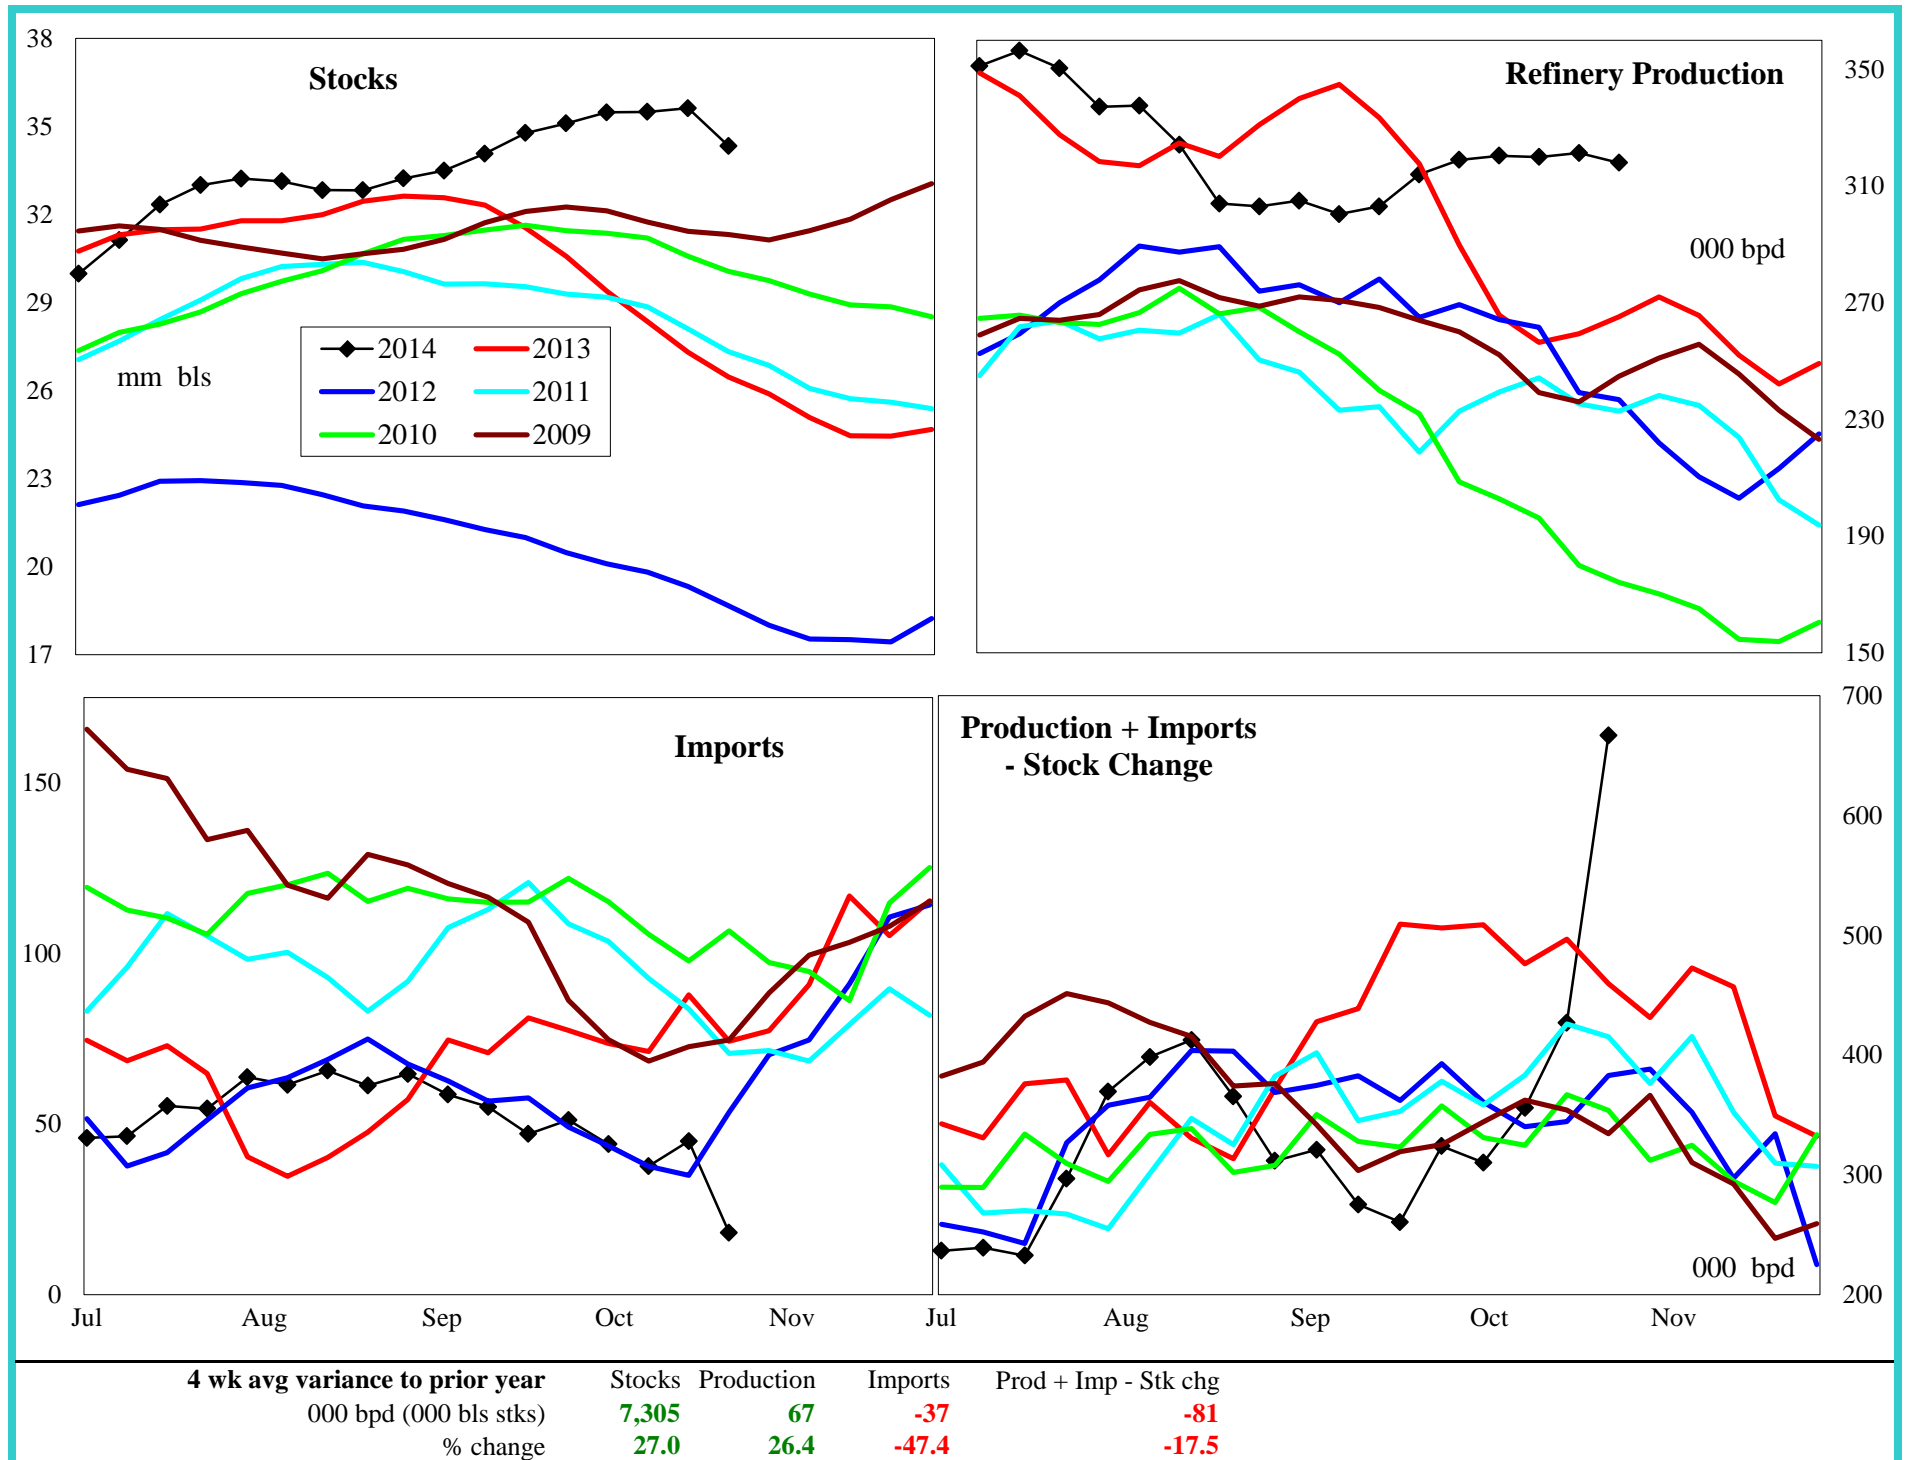 Stocks
38
35
32
29
26
23
20
17
mm bls
2014
2013
2012
2011
2010
2009
Refinery Production
350
310
270
230
190
150
000 bpd
Imports
150
100
50
0
Jul
Aug
Sep
Oct
Nov
Production + Imports
- Stock Change
700
600
500
400
300
200
000 bpd
Jul
Aug
Sep
Oct
Nov
4 wk avg variance to prior year Stocks Production Imports Prod + Imp - Stk chg
000 bpd (000 bls stks) 7,305 67 -37 -81
% change 27.0 26.4 -47.4 -17.5